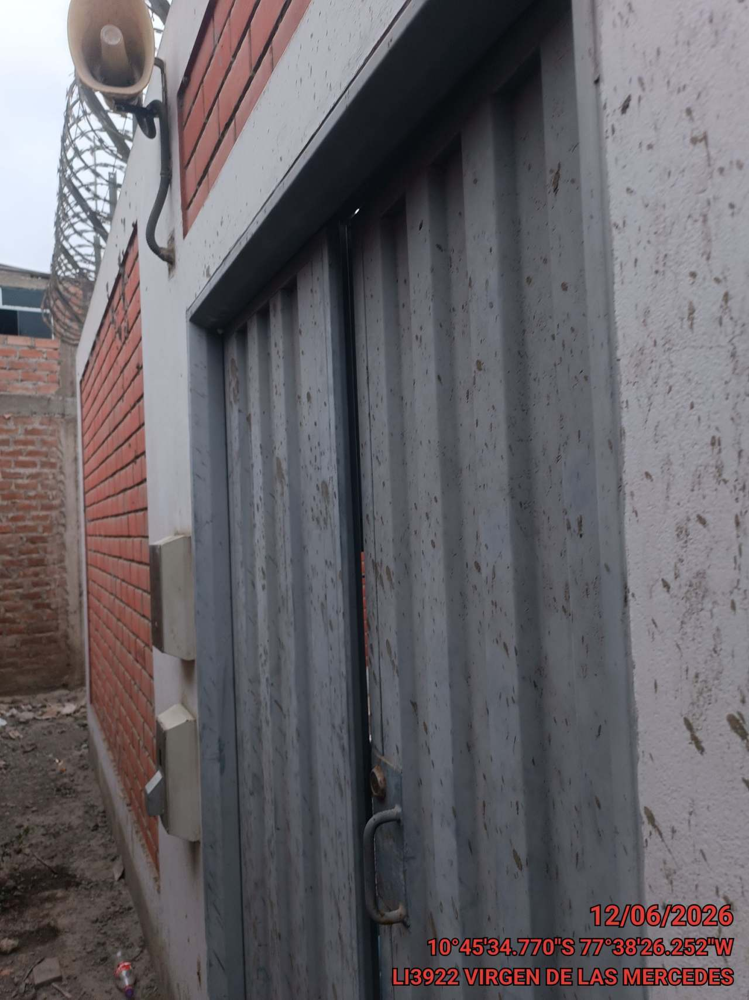 12/06/2026
10°45'34.770"S 77°38'26.252"W
LI3922 VIRGEN DE LAS MERCEDES